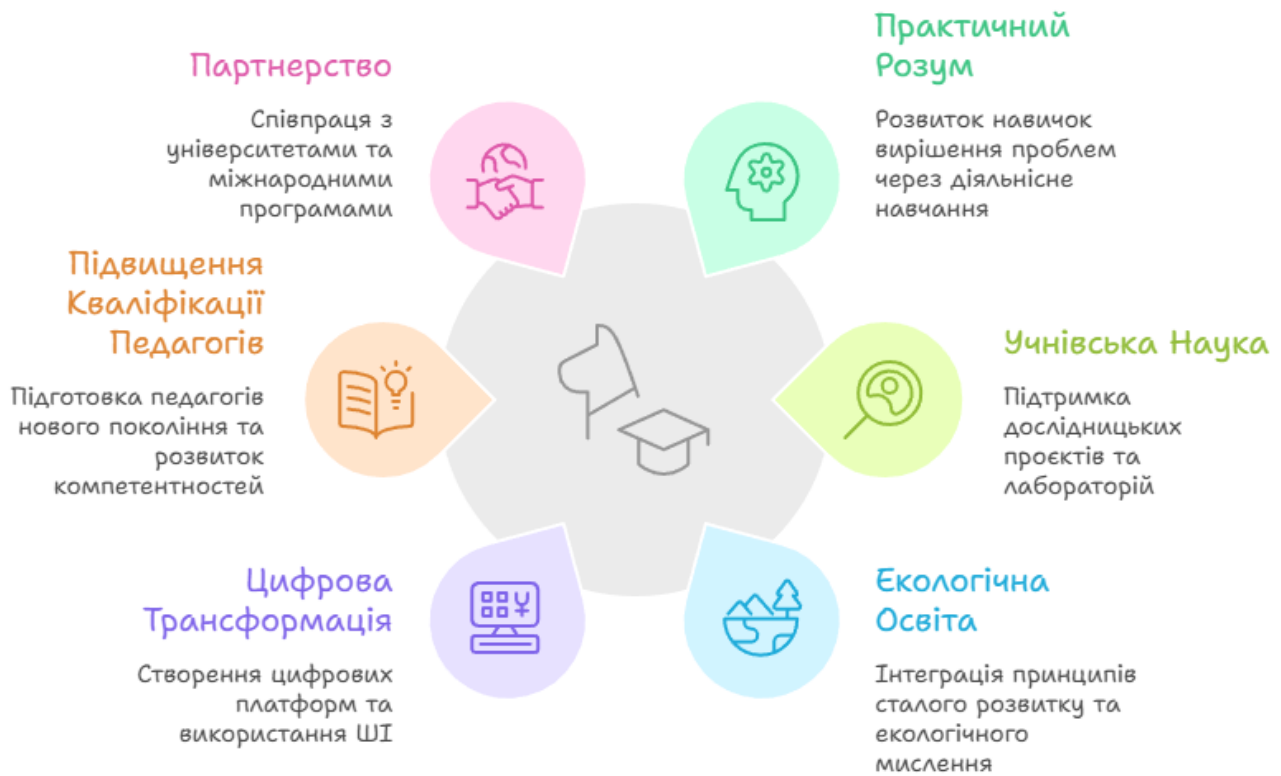 Партнерство
Співпраця з
університетами та
міжнародними
програмами
Практичний
Розум
Розвиток навичок
вирішення проблем
через діяльнісне
навчання
Підвищення
Кваліфікації
Педагогів
Підготовка педагогів
нового покоління та
розвиток
компетентностей
Учнівська Наука
Підтримка
дослідницьких
проєктів та
лабораторій
Цифрова
Трансформація
Створення цифрових
платформ та
використання ШІ
Екологічна
Освіта
Інтеграція принципів
сталого розвитку та
екологічного
мислення